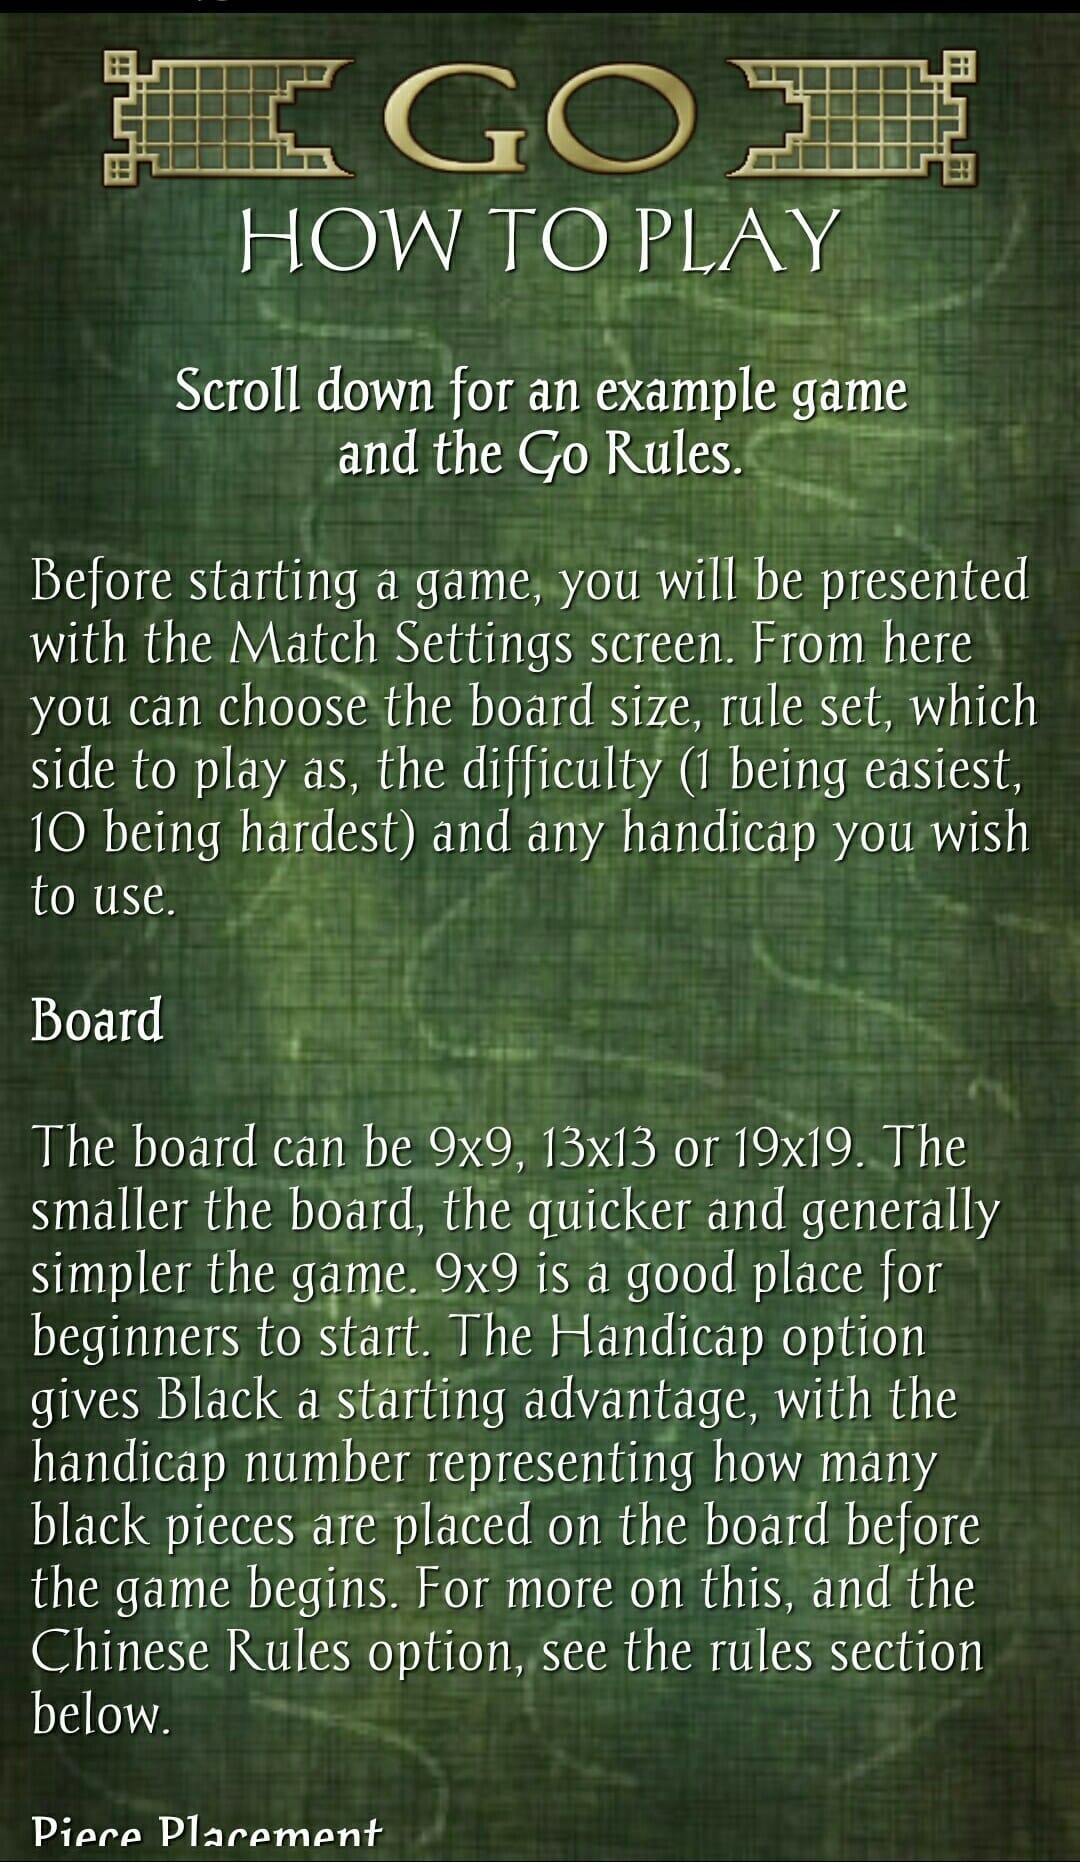 GO
HOW TO PLAY
Scroll down for an example game
and the Go Rules.
Before starting a game, you will be presented
with the Match Settings screen. From here
you can choose the board size, rule set, which
side to play as, the difficulty (1 being easiest,
10 being hardest) and any handicap you wish
to use.
Board
The board can be 9x9, 13x13 or 19x19. The
smaller the board, the quicker and generally
simpler the game. 9x9 is a good place for
beginners to start. The Handicap option
gives Black a starting advantage, with the
handicap number representing how many
black pieces are placed on the board before
the game begins. For more on this, and the
Chinese Rules option, see the rules section
below.
Piece Placement